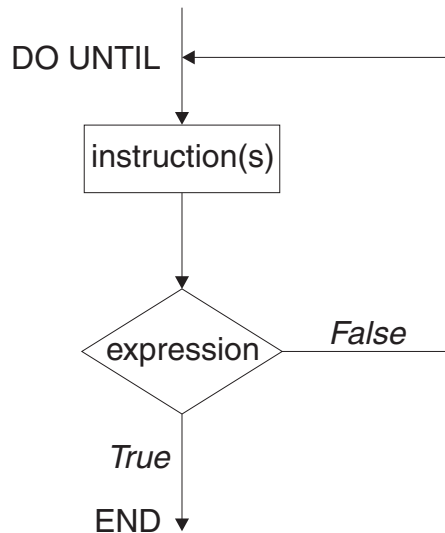 DO UNTIL
instruction(s)
expression
False
True
END